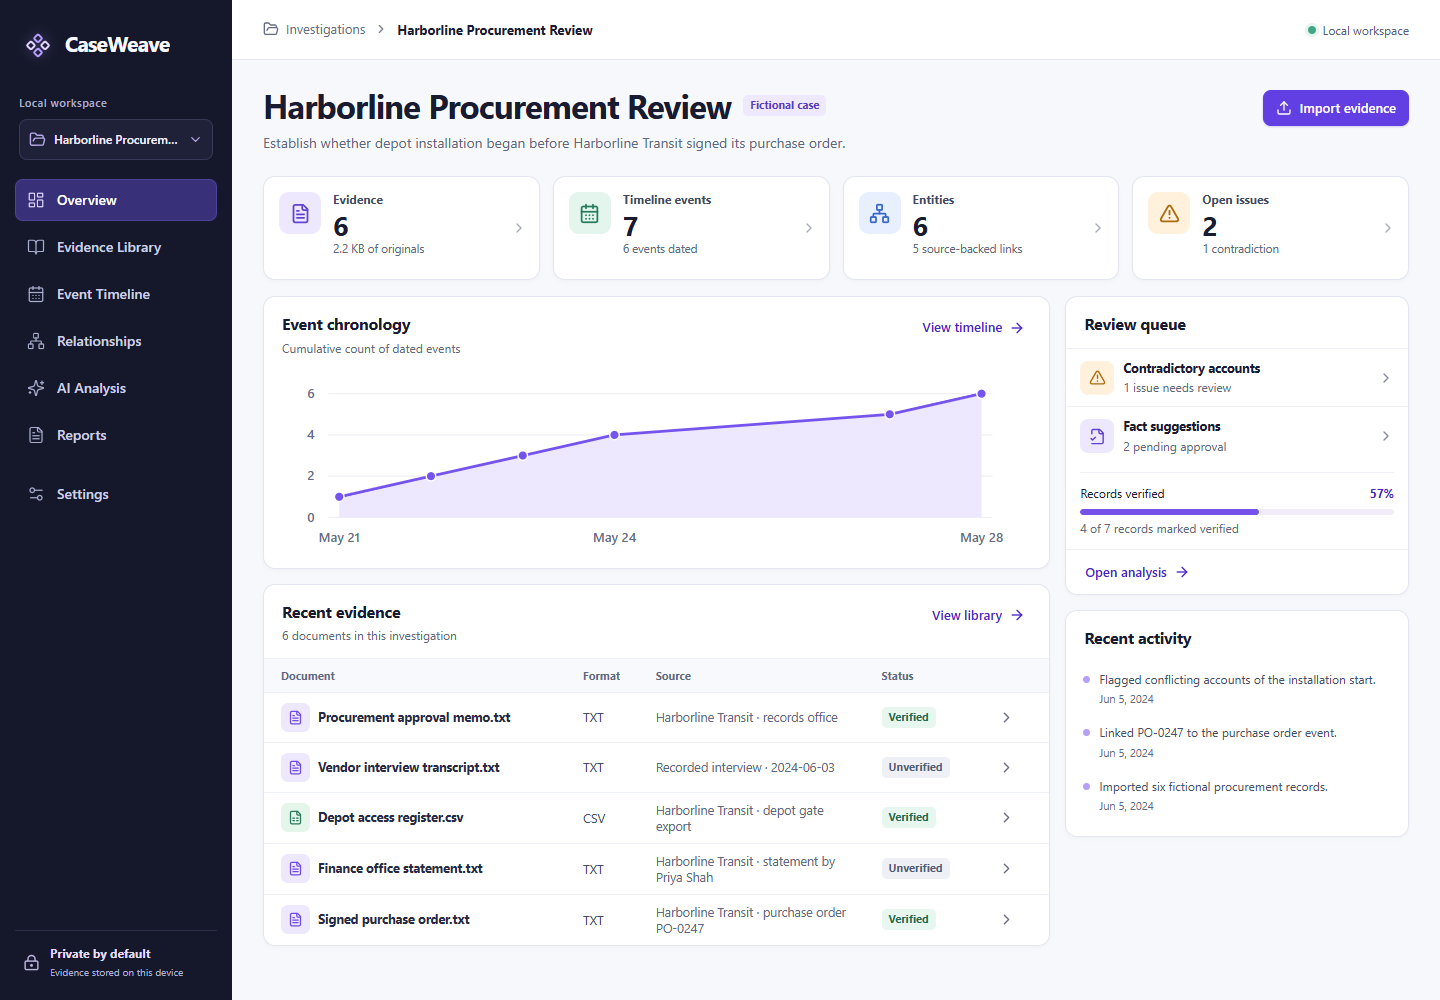 CaseWeave
Local workspace
Harborline Procurem...
Overview
Evidence Library
Event Timeline
Relationships
AI Analysis
Reports
Settings
Private by default
Evidence stored on this device
Investigations
Harborline Procurement Review
Local workspace
Harborline Procurement Review
Fictional case
Import evidence
Establish whether depot installation began before Harborline Transit signed its purchase order.
Evidence
6
2.2 KB of originals
Timeline events
7
6 events dated
Entities
6
5 source-backed links
Open issues
2
1 contradiction
Event chronology
View timeline
Cumulative count of dated events
6
4
2
0
May 21
May 24
May 28
Recent evidence
View library
6 documents in this investigation
Document Format Source Status
Procurement approval memo.txt TXT Harborline Transit · records office Verified
Vendor interview transcript.txt TXT Recorded interview · 2024-06-03 Unverified
Depot access register.csv CSV Harborline Transit · depot gate
export Verified
Finance office statement.txt TXT Harborline Transit · statement by
Priya Shah Unverified
Signed purchase order.txt TXT Harborline Transit · purchase order
PO-0247 Verified
Review queue
Contradictory accounts
1 issue needs review
Fact suggestions
2 pending approval
Records verified 57%
4 of 7 records marked verified
Open analysis
Recent activity
Flagged conflicting accounts of the installation start.
Jun 5, 2024
Linked PO-0247 to the purchase order event.
Jun 5, 2024
Imported six fictional procurement records.
Jun 5, 2024